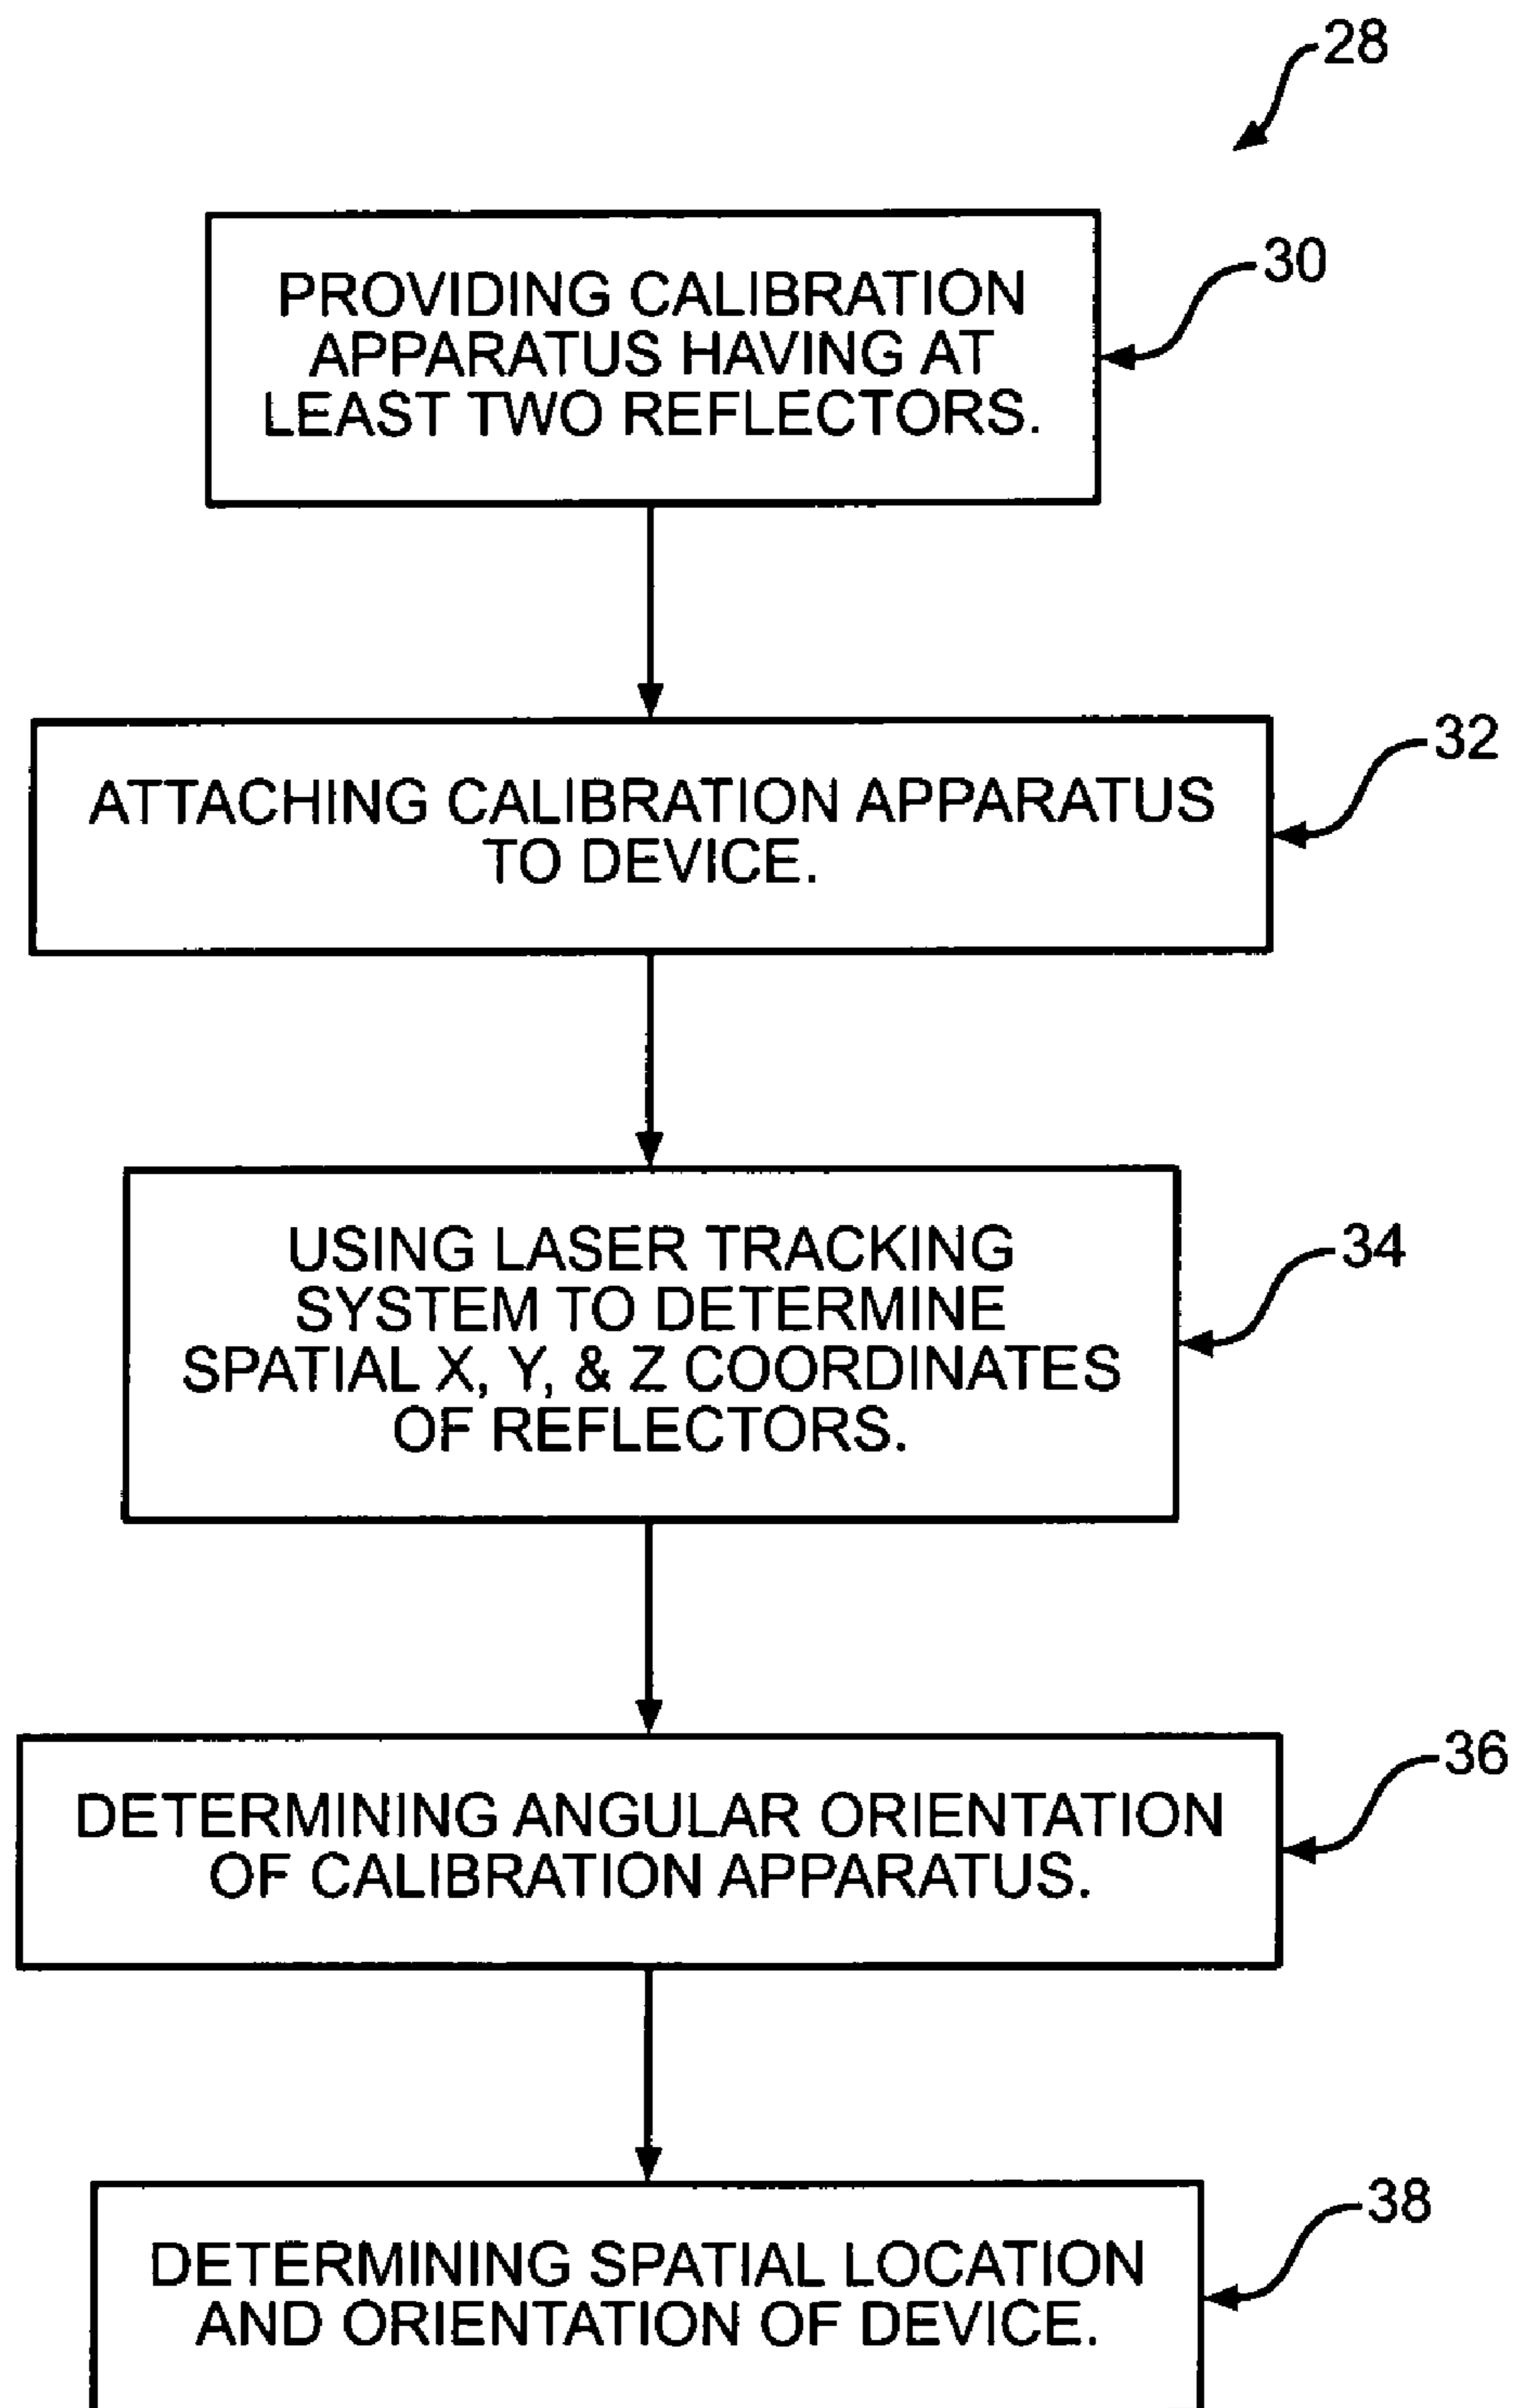 28
30
PROVIDING CALIBRATION
APPARATUS HAVING AT
LEAST TWO REFLECTORS.
32
ATTACHING CALIBRATION APPARATUS
TO DEVICE.
34
USING LASER TRACKING
SYSTEM TO DETERMINE
SPATIAL X, Y, & Z COORDINATES
OF REFLECTORS.
36
DETERMINING ANGULAR ORIENTATION
OF CALIBRATION APPARATUS.
38
DETERMINING SPATIAL LOCATION
AND ORIENTATION OF DEVICE.